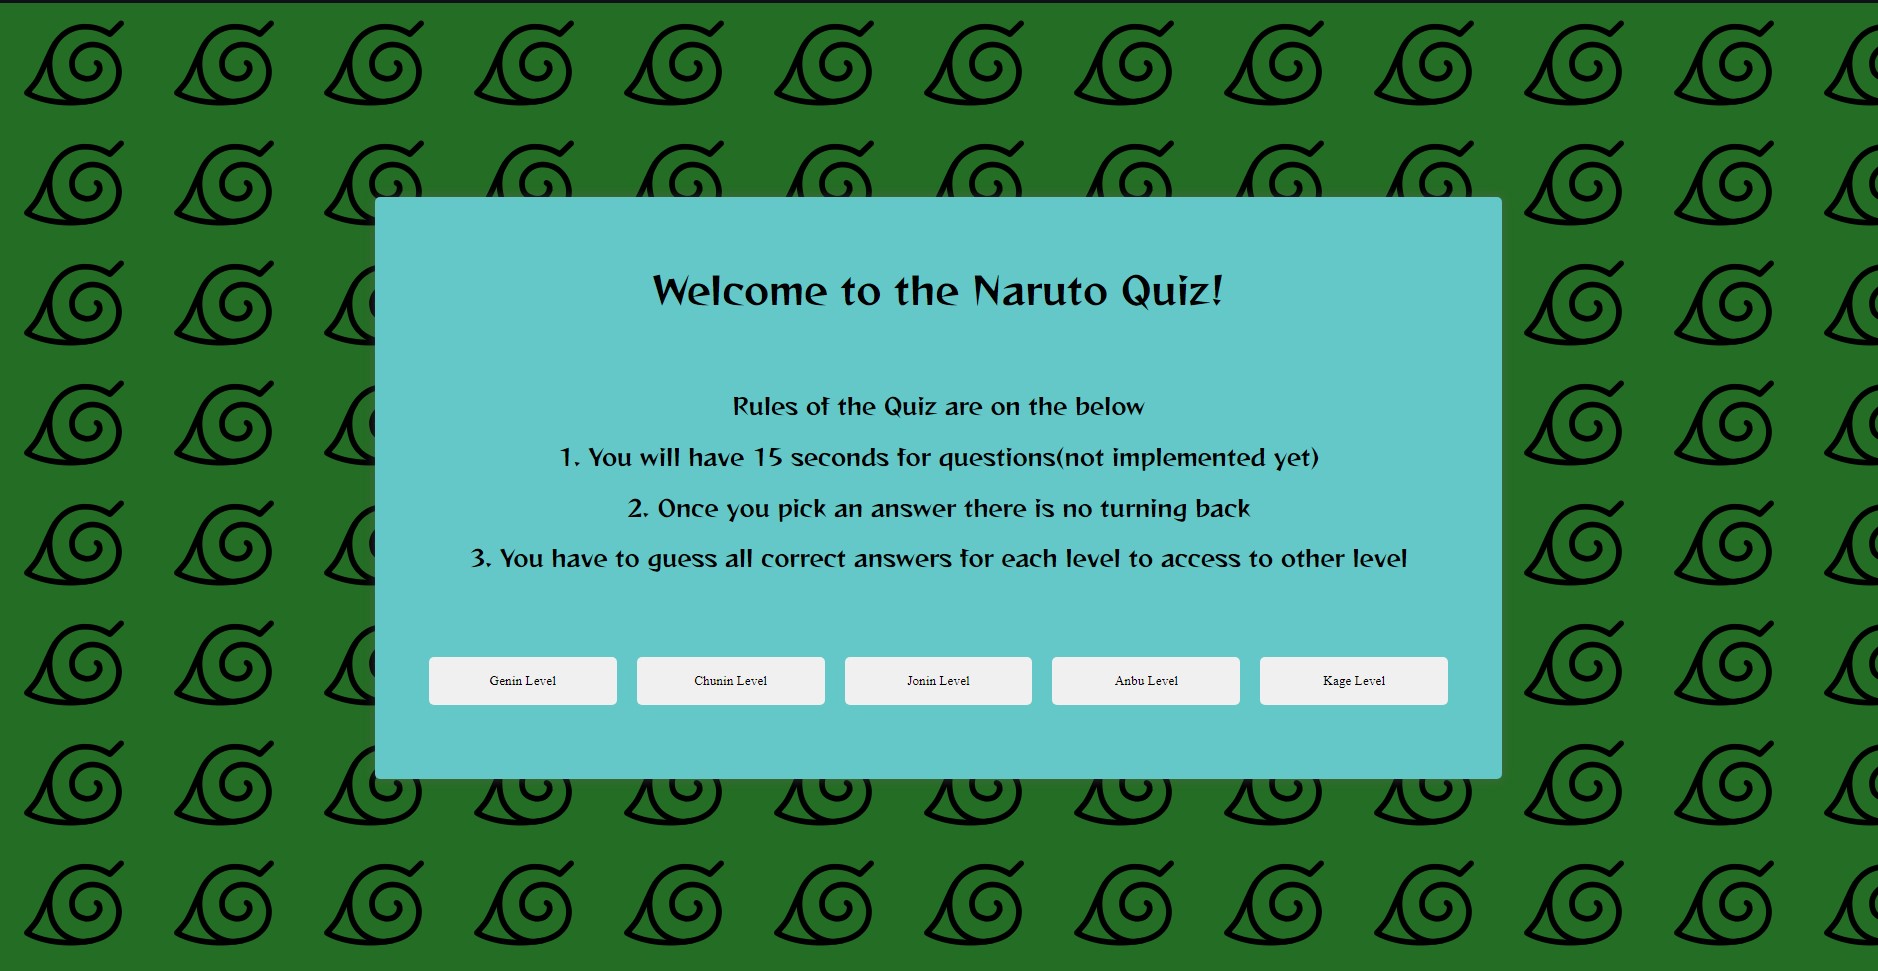 Welcome to the Naruto Quiz!
Rules of the Quiz are on the below
1. You will have 15 seconds for questions(not implemented yet)
2. Once you pick an answer there is no turning back
3. You have to guess all correct answers for each level to access to other level
Genin Level Chunin Level Jonin Level Anbu Level Kage Level